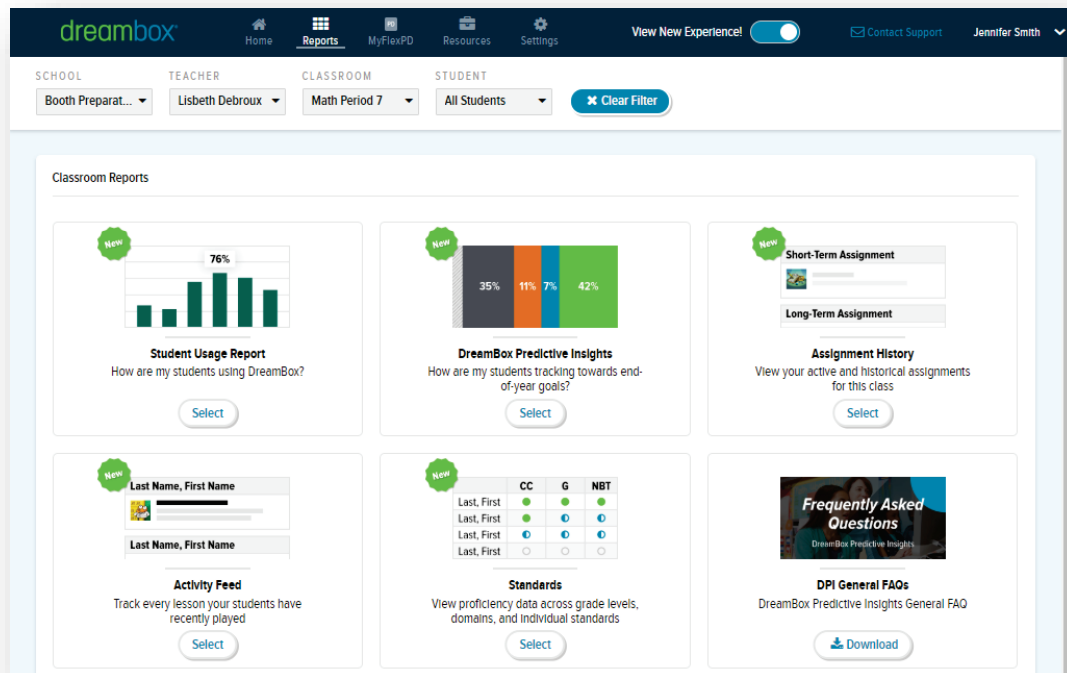 dreambox
Home
Reports
PD
MyFlexPD
Resources
Settings
View New Experience!
Contact Support
Jennifer Smith
SCHOOL
TEACHER
CLASSROOM
STUDENT
Booth Preparat...
Lisbeth Debroux
Math Period 7
All Students
Clear Filter
Classroom Reports
New
76%
Student Usage Report
How are my students using DreamBox?
Select
New
35%
11%
7%
42%
DreamBox Predictive Insights
How are my students tracking towards end-
of-year goals?
Select
New
Short-Term Assignment
Long-Term Assignment
Assignment History
View your active and historical assignments
for this class
Select
New
Last Name, First Name
Last Name, First Name
Activity Feed
Track every lesson your students have
recently played
Select
New
CC G NBT
Last, First
Last, First
Last, First
Last, First
Standards
View proficiency data across grade levels,
domains, and individual standards
Select
Frequently Asked
Questions
DreamBox Predictive Insights
DPI General FAQs
DreamBox Predictive Insights General FAQ
Download